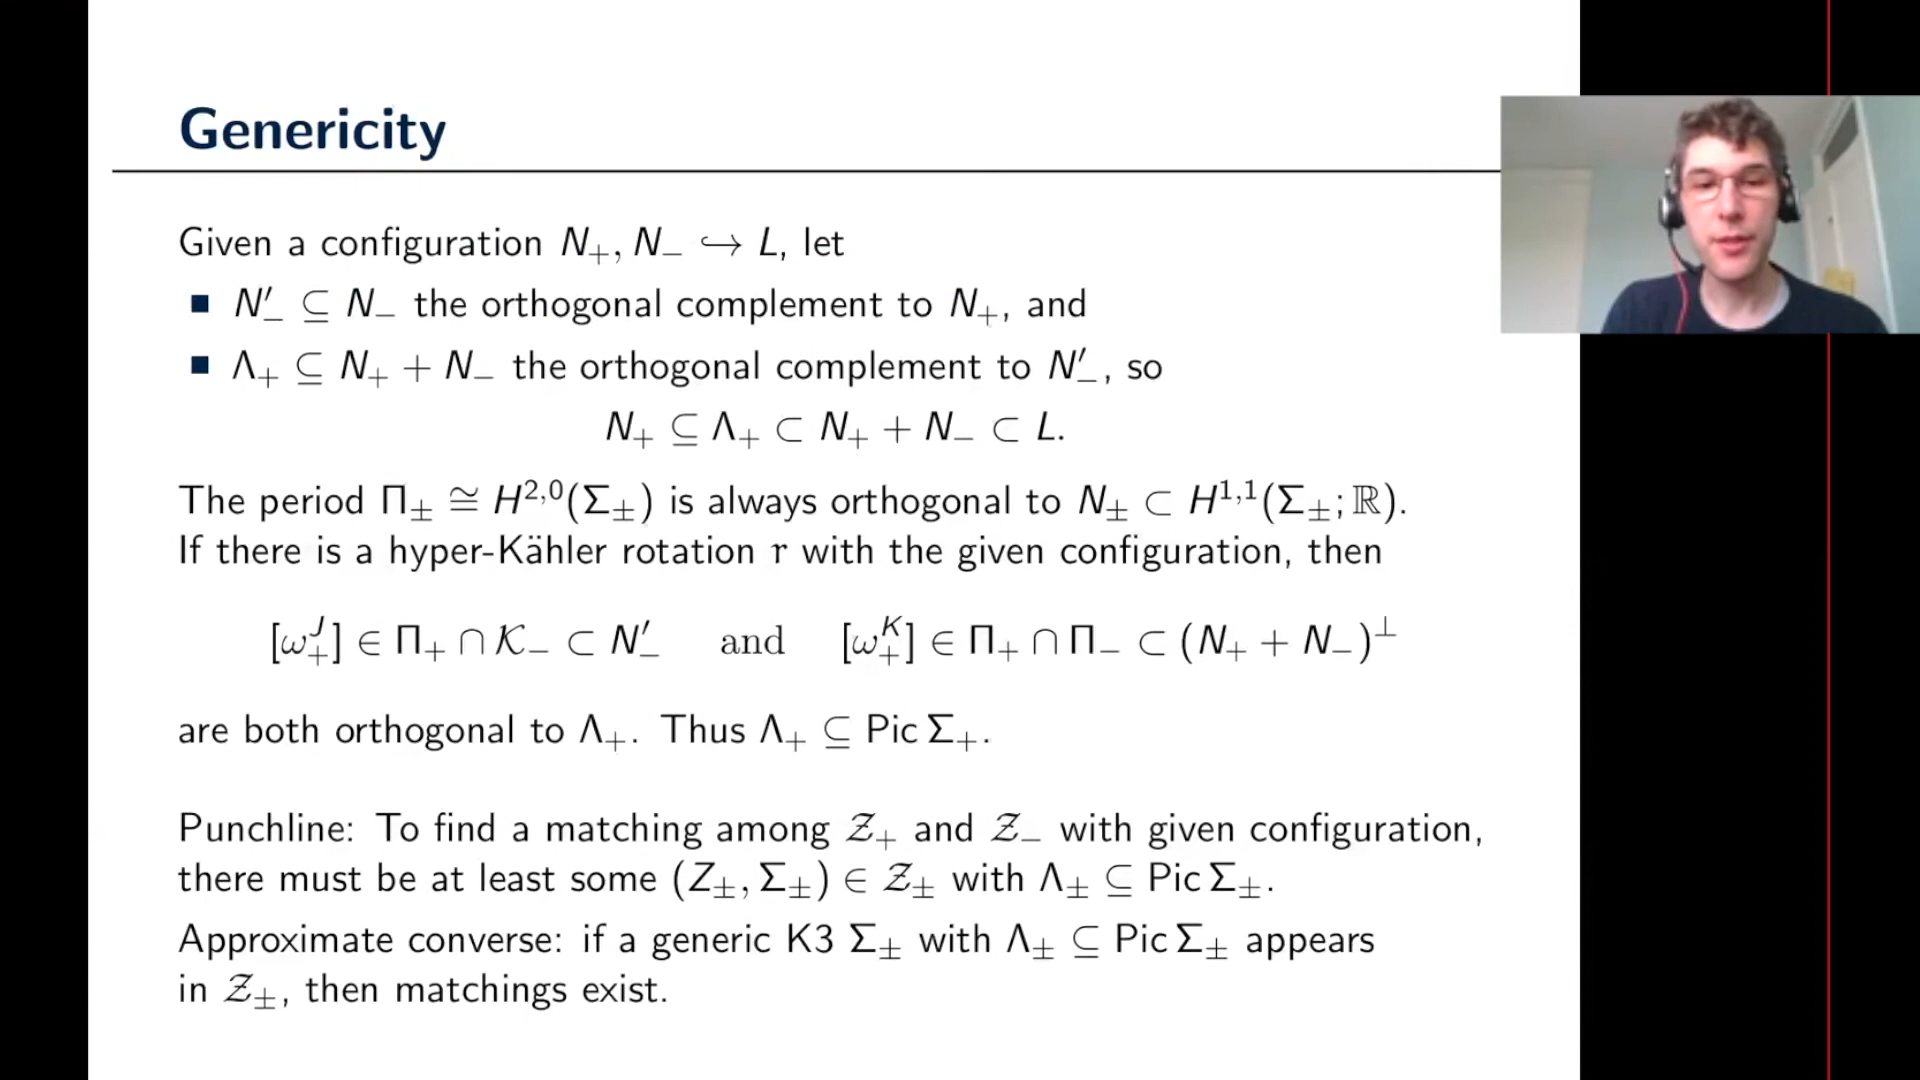 Genericity
Given a configuration N₊, N₋ ↪ L, let
■ N′₋ ⊆ N₋ the orthogonal complement to N₊, and
■ Λ₊ ⊆ N₊ + N₋ the orthogonal complement to N′₋, so
N₊ ⊆ Λ₊ ⊂ N₊ + N₋ ⊂ L.
The period Π± ≅ H²,⁰(Σ±) is always orthogonal to N± ⊂ H¹,¹(Σ±; ℝ).
If there is a hyper-Kähler rotation r with the given configuration, then
[ω₊ᴶ] ∈ Π₊ ∩ 𝒦₋ ⊂ N′₋ and [ω₊ᴷ] ∈ Π₊ ∩ Π₋ ⊂ (N₊ + N₋)^⊥
are both orthogonal to Λ₊. Thus Λ₊ ⊆ Pic Σ₊.
Punchline: To find a matching among 𝒵₊ and 𝒵₋ with given configuration,
there must be at least some (Z±, Σ±) ∈ 𝒵± with Λ± ⊆ Pic Σ±.
Approximate converse: if a generic K3 Σ± with Λ± ⊆ Pic Σ± appears
in 𝒵±, then matchings exist.